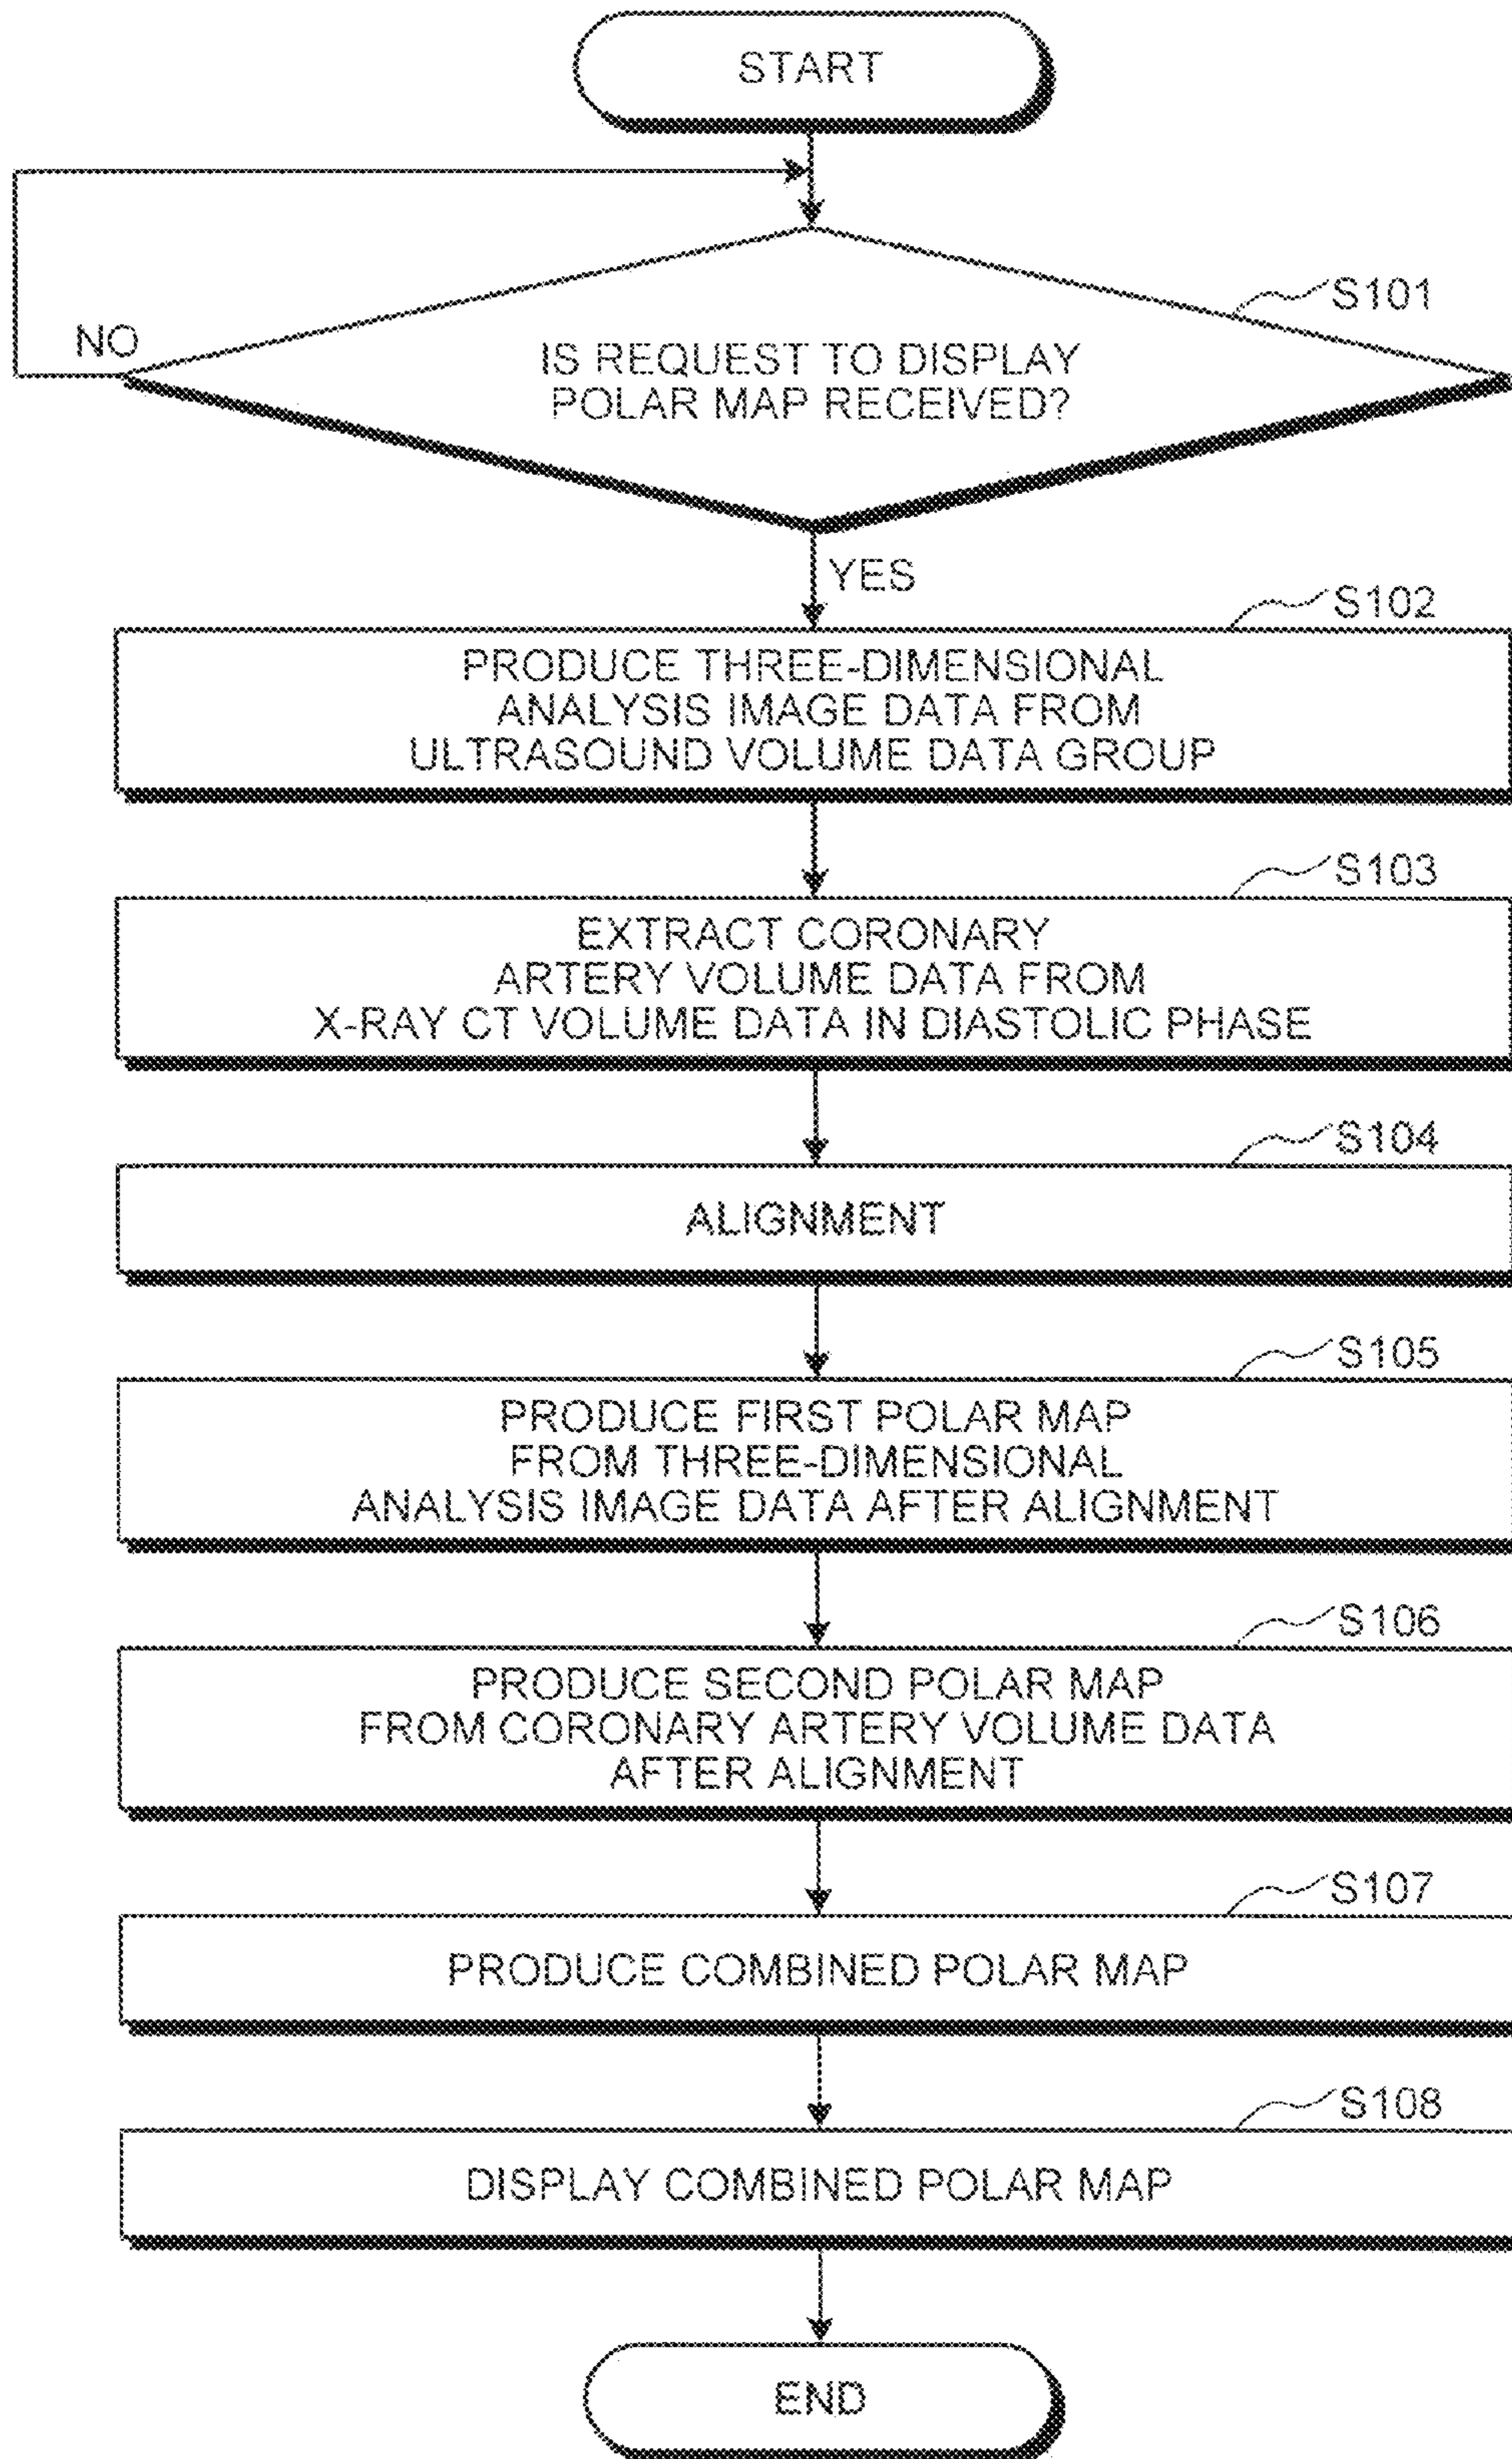 START
NO
S101
IS REQUEST TO DISPLAY
POLAR MAP RECEIVED?
YES
S102
PRODUCE THREE-DIMENSIONAL
ANALYSIS IMAGE DATA FROM
ULTRASOUND VOLUME DATA GROUP
S103
EXTRACT CORONARY
ARTERY VOLUME DATA FROM
X-RAY CT VOLUME DATA IN DIASTOLIC PHASE
S104
ALIGNMENT
S105
PRODUCE FIRST POLAR MAP
FROM THREE-DIMENSIONAL
ANALYSIS IMAGE DATA AFTER ALIGNMENT
S106
PRODUCE SECOND POLAR MAP
FROM CORONARY ARTERY VOLUME DATA
AFTER ALIGNMENT
S107
PRODUCE COMBINED POLAR MAP
S108
DISPLAY COMBINED POLAR MAP
END